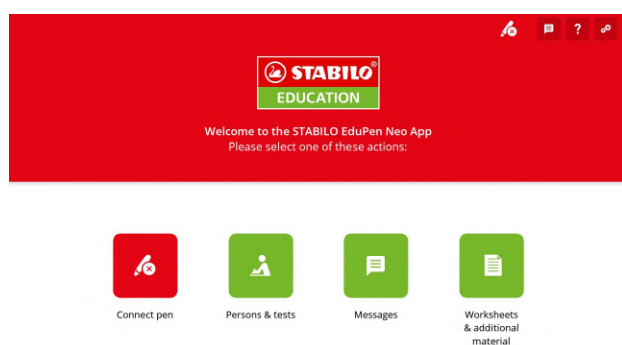 ?
STABILO®
EDUCATION
Welcome to the STABILO EduPen Neo App
Please select one of these actions:
Connect pen
Persons & tests
Messages
Worksheets
& additional
material